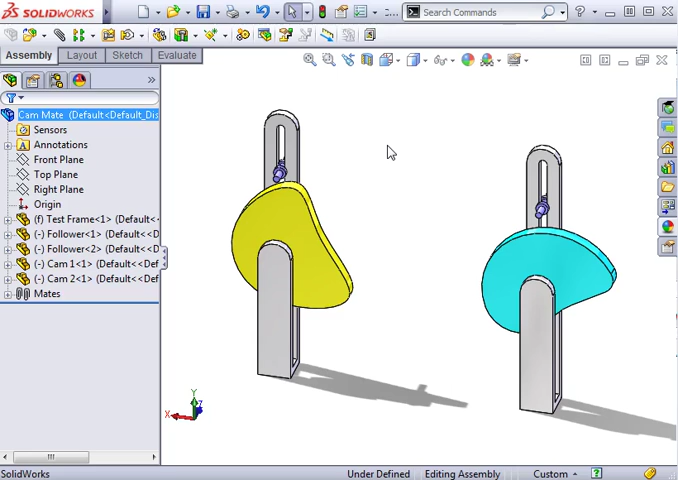 SOLIDWORKS
...
Search Commands
?
Assembly
Layout
Sketch
Evaluate
Cam Mate (Default<Default_Dis
Sensors
A Annotations
Front Plane
Top Plane
Right Plane
Origin
(f) Test Frame<1> (Default<
(-) Follower<1> (Default<<D
(-) Follower<2> (Default<<D
(-) Cam 1<1> (Default<<Def
(-) Cam 2<1> (Default<<Def
Mates
Y
Z
X
SolidWorks
Under Defined
Editing Assembly
Custom
?